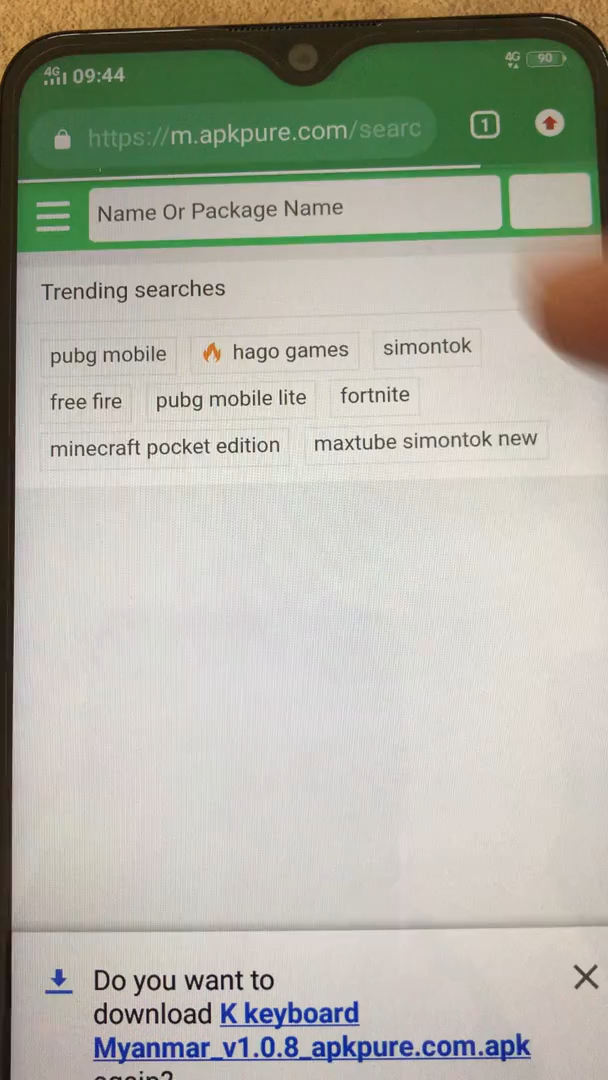 4G 09:44 4G 90
https://m.apkpure.com/searc 1
Name Or Package Name
Trending searches
pubg mobile hago games simontok
free fire pubg mobile lite fortnite
minecraft pocket edition maxtube simontok new
Do you want to
download K keyboard
Myanmar_v1.0.8_apkpure.com.apk
again?